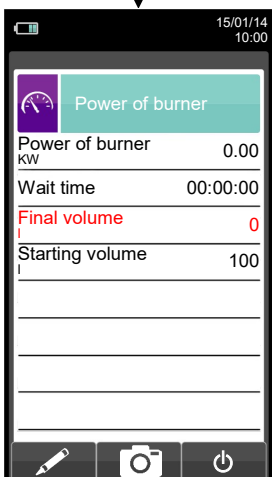 15/01/14
10:00
Power of burner
Power of burner 0.00
KW
Wait time 00:00:00
Final volume 0
l
Starting volume 100
l